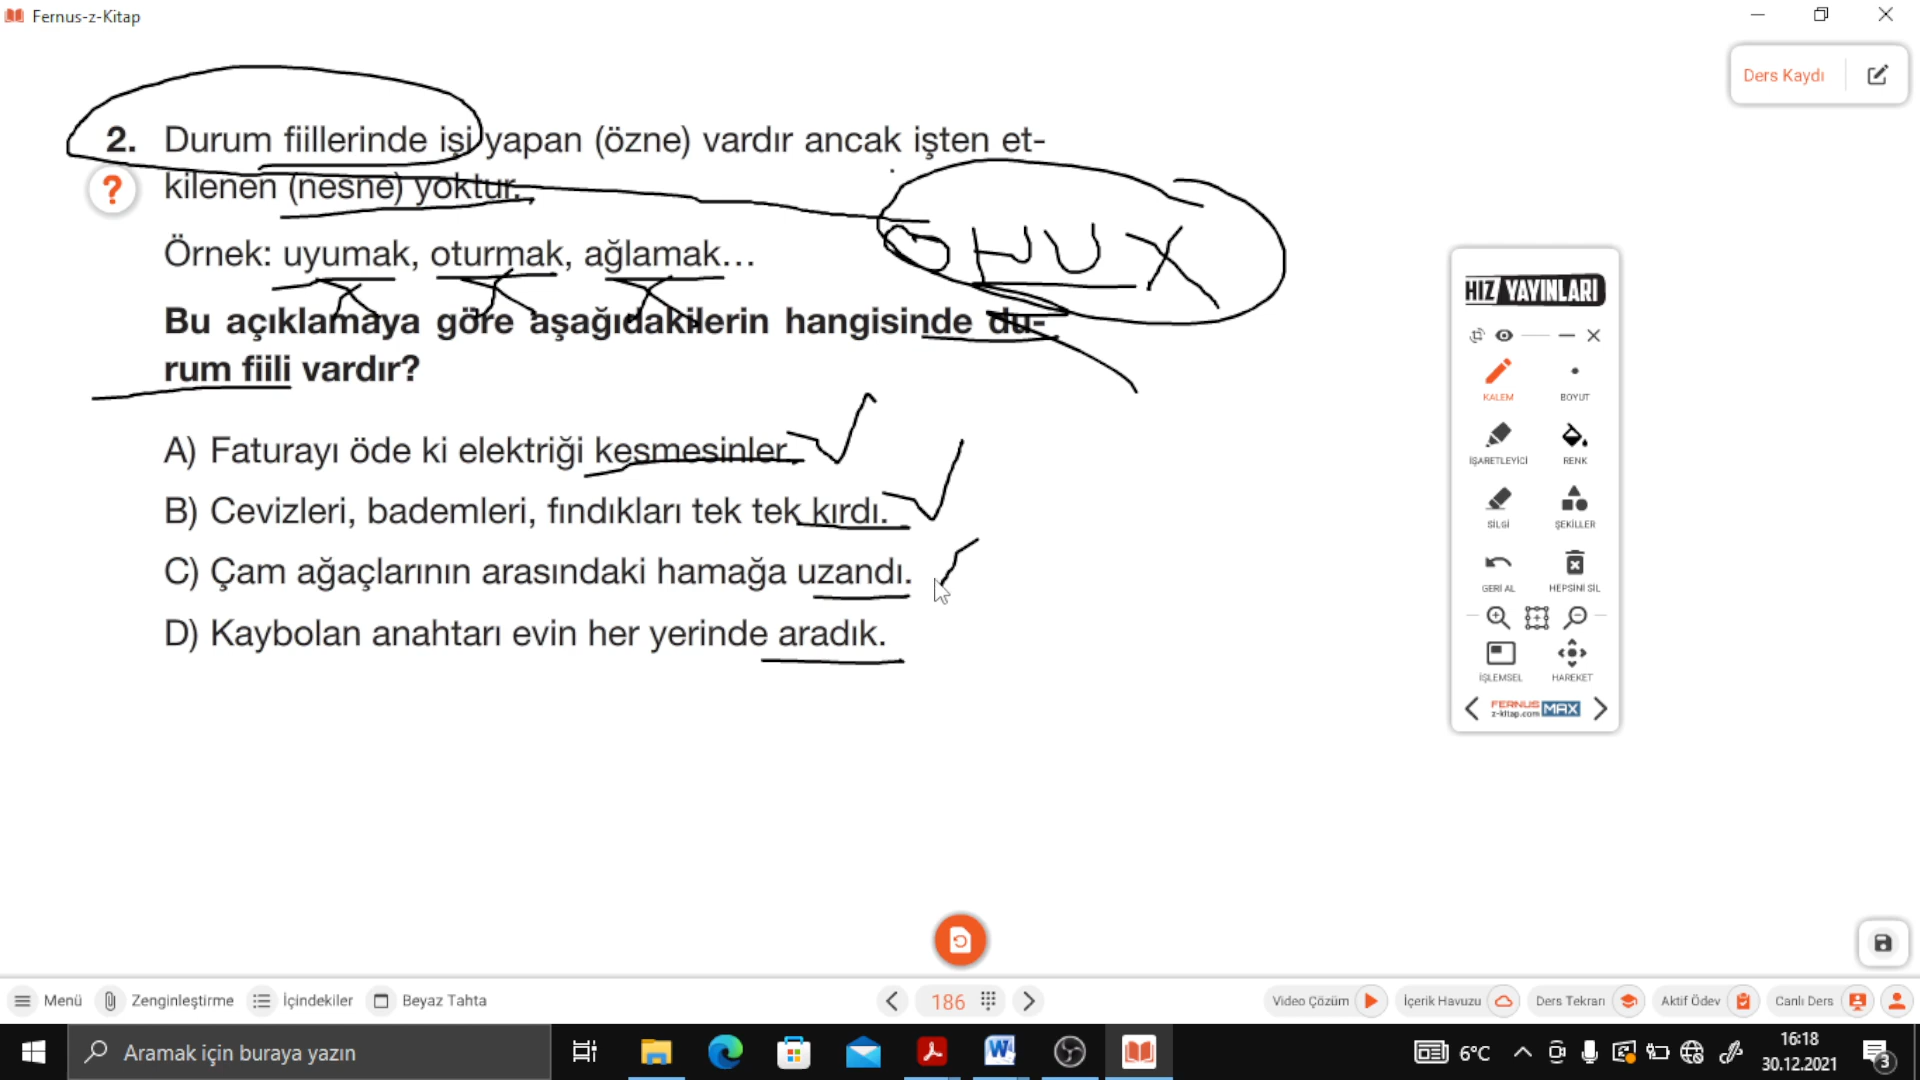 Fernus-z-Kitap
Ders Kaydı
2. Durum fiillerinde işi yapan (özne) vardır ancak işten et-
kilenen (nesne) yoktur.
Örnek: uyumak, oturmak, ağlamak...
Bu açıklamaya göre aşağıdakilerin hangisinde du-
rum fiili vardır?
A) Faturayı öde ki elektriği kesmesinler.
B) Cevizleri, bademleri, fındıkları tek tek kırdı.
C) Çam ağaçlarının arasındaki hamağa uzandı.
D) Kaybolan anahtarı evin her yerinde aradık.
HIZ YAYINLARI
KALEM BOYUT
İŞARETLEYİCİ RENK
SİLGİ ŞEKİLLER
GERİ AL HEPSİNİ SİL
İŞLEMSEL HAREKET
FERNUS
z-kitap.com MAX
Menü Zenginleştirme İçindekiler Beyaz Tahta 186 Video Çözüm İçerik Havuzu Ders Tekrarı Aktif Ödev Canlı Ders
Aramak için buraya yazın 6°C 16:18
30.12.2021 3